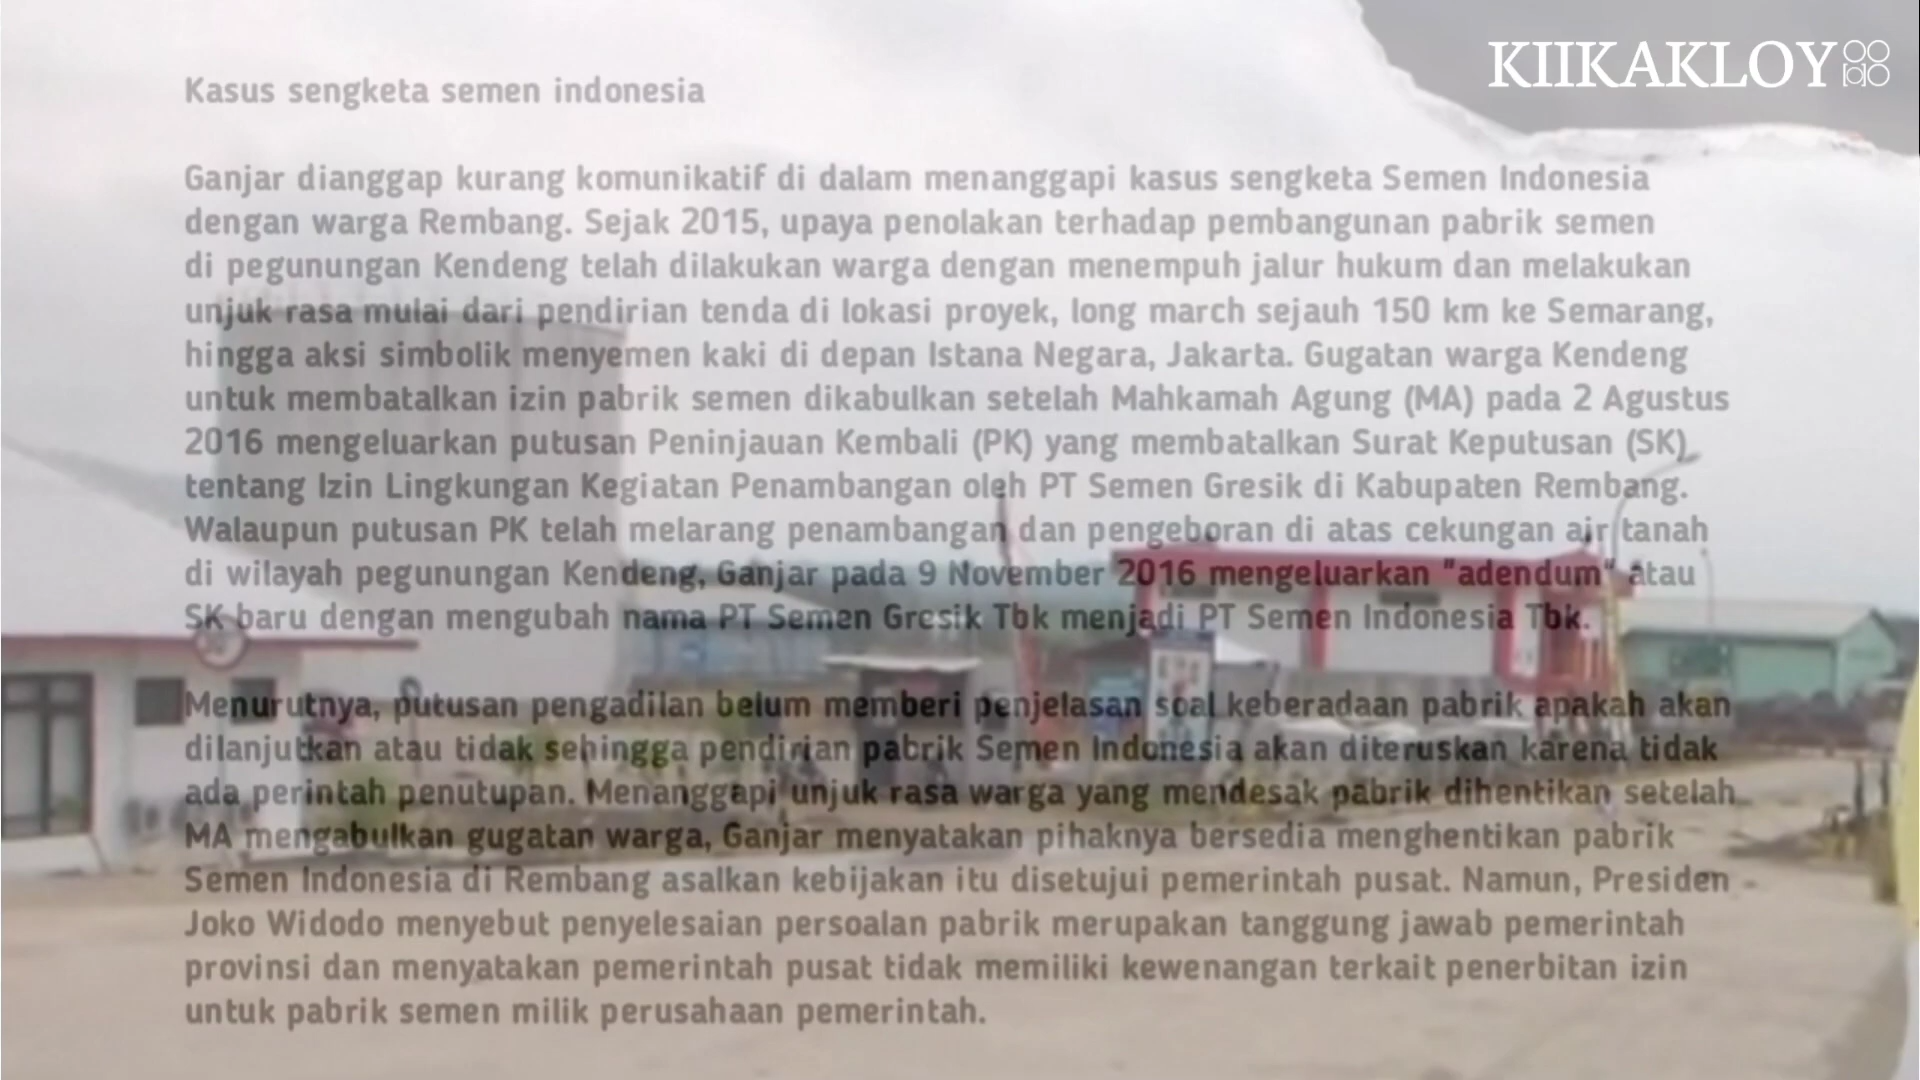 KIIKAKLOY
Kasus sengketa semen indonesia
Ganjar dianggap kurang komunikatif di dalam menanggapi kasus sengketa Semen Indonesia
dengan warga Rembang. Sejak 2015, upaya penolakan terhadap pembangunan pabrik semen
di pegunungan Kendeng telah dilakukan warga dengan menempuh jalur hukum dan melakukan
unjuk rasa mulai dari pendirian tenda di lokasi proyek, long march sejauh 150 km ke Semarang,
hingga aksi simbolik menyemen kaki di depan Istana Negara, Jakarta. Gugatan warga Kendeng
untuk membatalkan izin pabrik semen dikabulkan setelah Mahkamah Agung (MA) pada 2 Agustus
2016 mengeluarkan putusan Peninjauan Kembali (PK) yang membatalkan Surat Keputusan (SK)
tentang Izin Lingkungan Kegiatan Penambangan oleh PT Semen Gresik di Kabupaten Rembang.
Walaupun putusan PK telah melarang penambangan dan pengeboran di atas cekungan air tanah
di wilayah pegunungan Kendeng, Ganjar pada 9 November 2016 mengeluarkan "adendum" atau
SK baru dengan mengubah nama PT Semen Gresik Tbk menjadi PT Semen Indonesia Tbk.
Menurutnya, putusan pengadilan belum memberi penjelasan soal keberadaan pabrik apakah akan
dilanjutkan atau tidak sehingga pendirian pabrik Semen Indonesia akan diteruskan karena tidak
ada perintah penutupan. Menanggapi unjuk rasa warga yang mendesak pabrik dihentikan setelah
MA mengabulkan gugatan warga, Ganjar menyatakan pihaknya bersedia menghentikan pabrik
Semen Indonesia di Rembang asalkan kebijakan itu disetujui pemerintah pusat. Namun, Presiden
Joko Widodo menyebut penyelesaian persoalan pabrik merupakan tanggung jawab pemerintah
provinsi dan menyatakan pemerintah pusat tidak memiliki kewenangan terkait penerbitan izin
untuk pabrik semen milik perusahaan pemerintah.